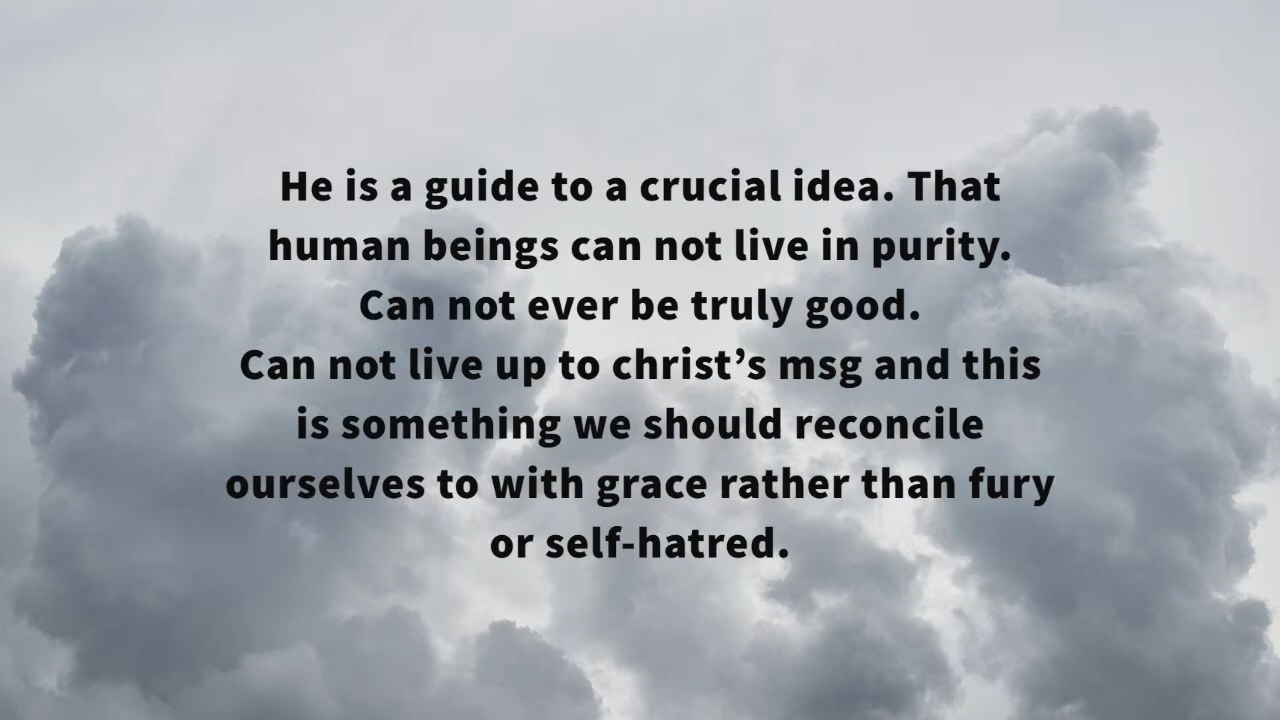 He is a guide to a crucial idea. That
human beings can not live in purity.
Can not ever be truly good.
Can not live up to christ’s msg and this
is something we should reconcile
ourselves to with grace rather than fury
or self-hatred.